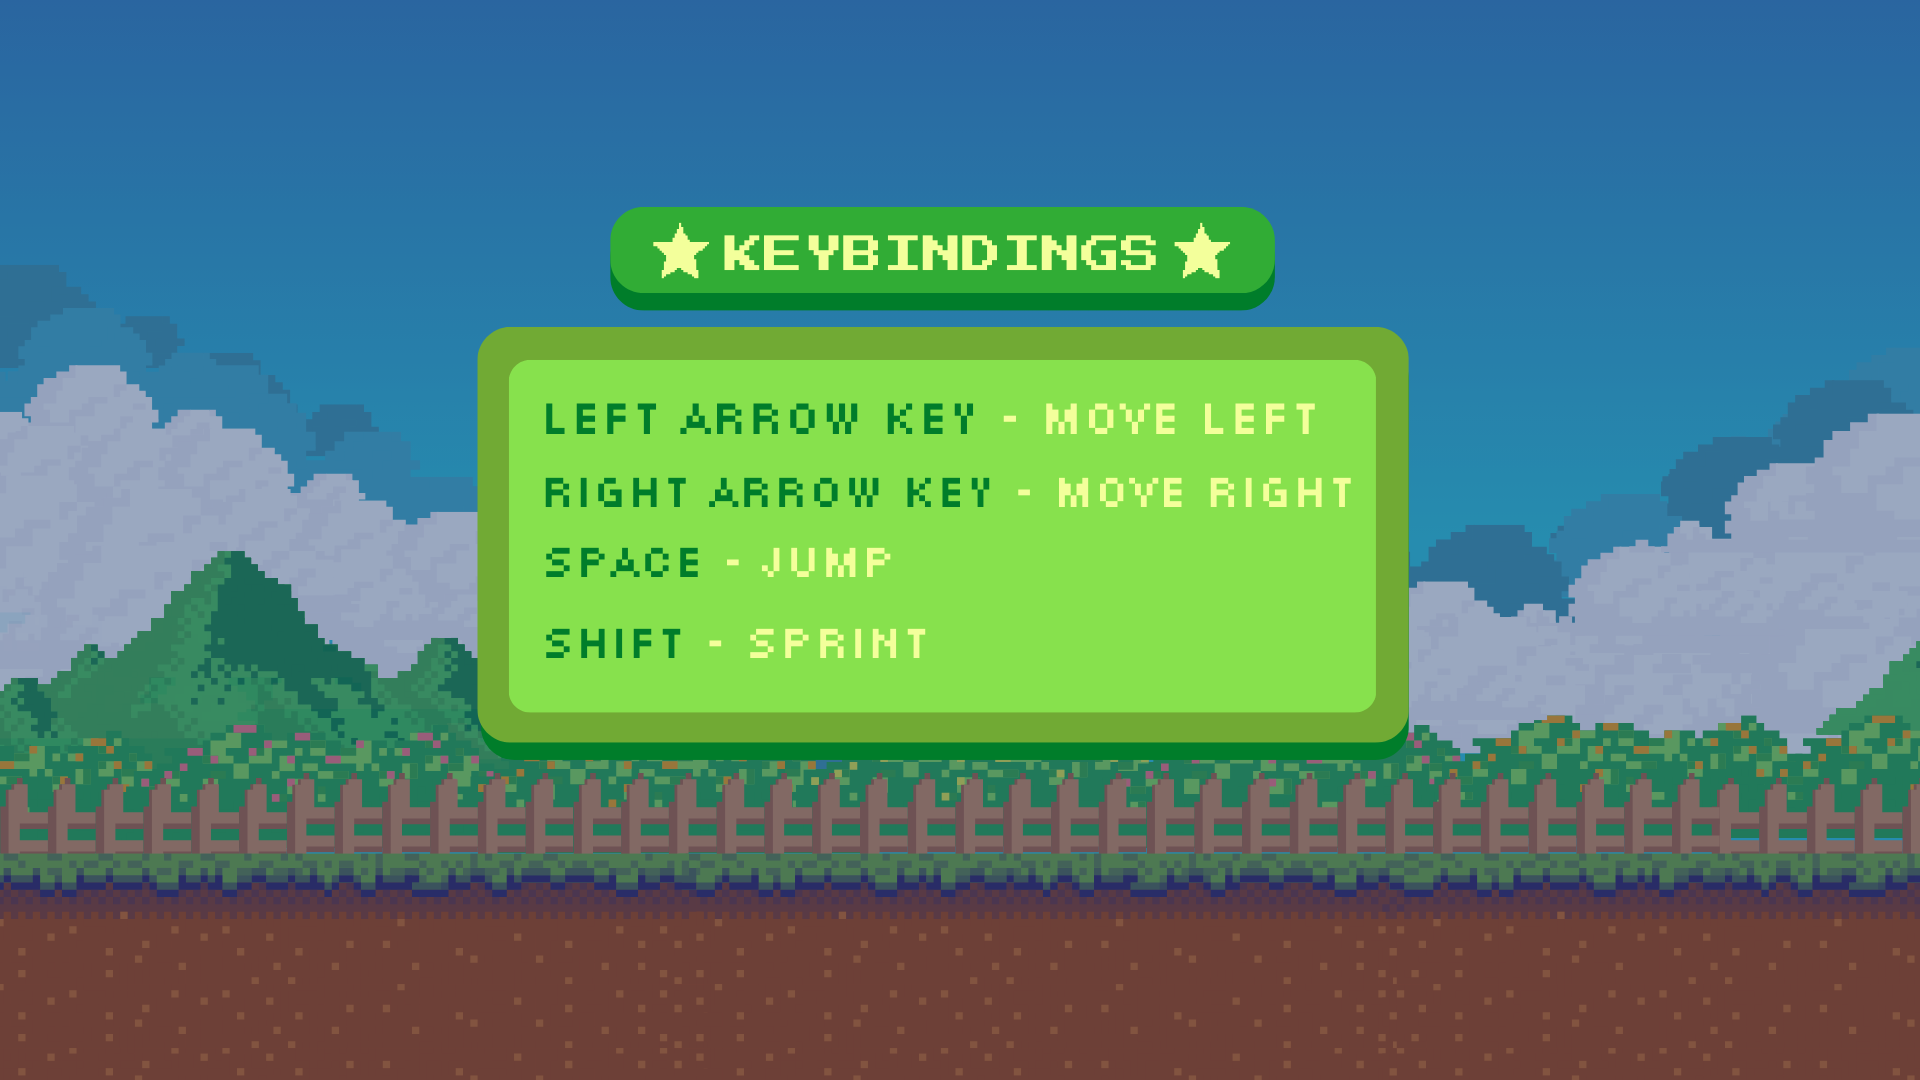 KEYBINDINGS
LEFT ARROW KEY - MOVE LEFT
RIGHT ARROW KEY - MOVE RIGHT
SPACE - JUMP
SHIFT - SPRINT